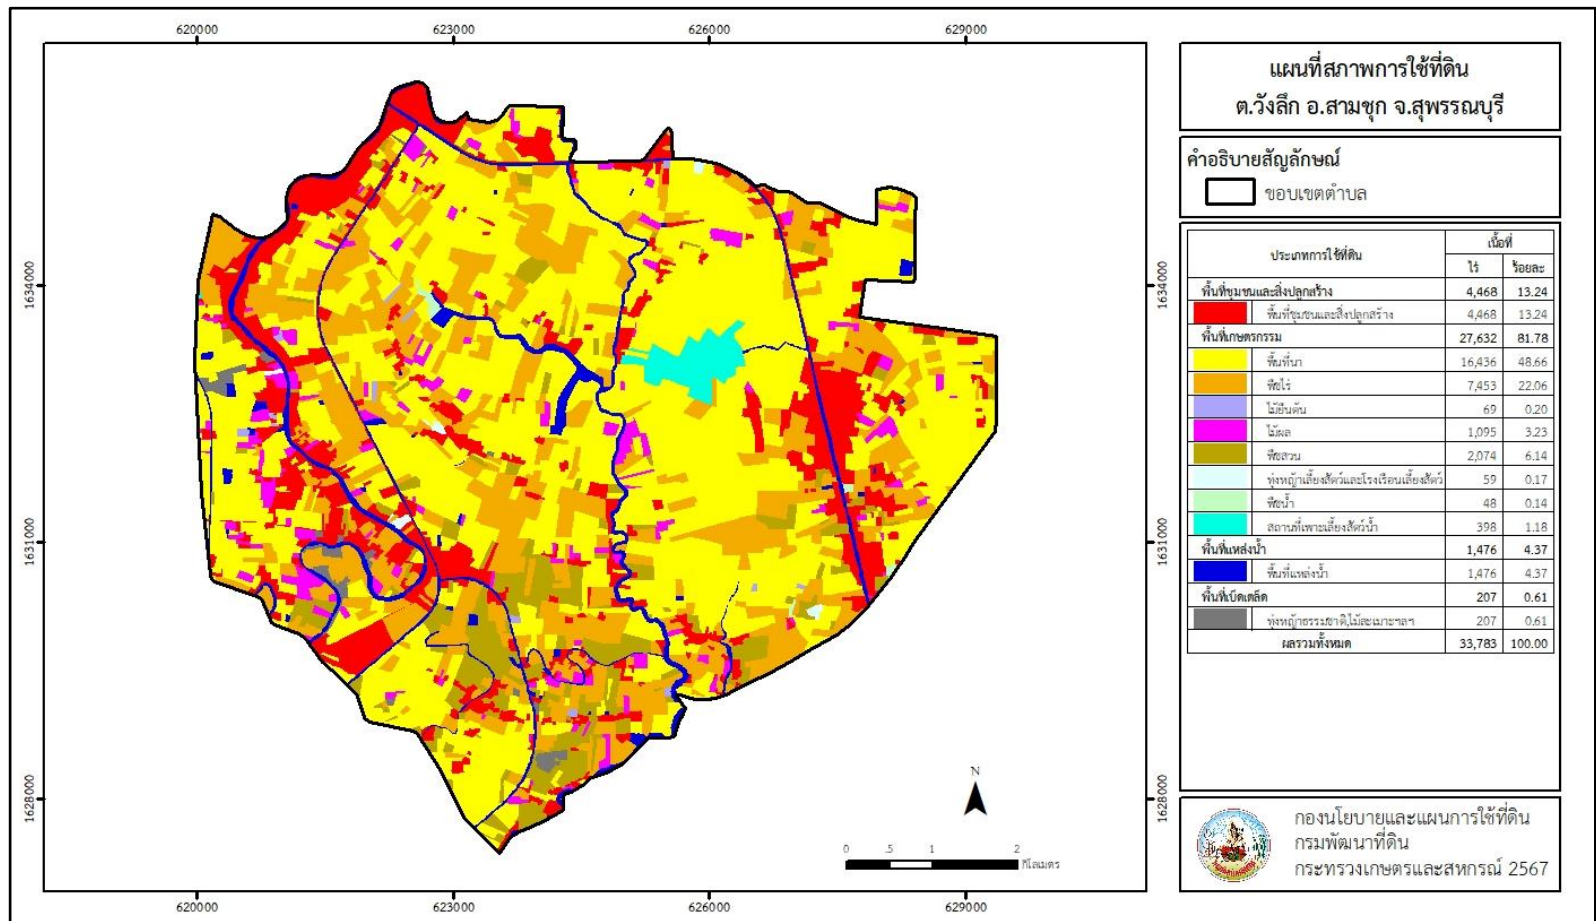 620000 623000 626000 629000
แผนที่สภาพการใช้ที่ดิน
ต.วังลึก อ.สามชุก จ.สุพรรณบุรี
คำอธิบายสัญลักษณ์
ขอบเขตตำบล
ประเภทการใช้ที่ดิน เนื้อที่
ไร่ ร้อยละ
พื้นที่ชุมชนและสิ่งปลูกสร้าง 4,468 13.24
พื้นที่ชุมชนและสิ่งปลูกสร้าง 4,468 13.24
พื้นที่เกษตรกรรม 27,632 81.78
พื้นที่นา 16,436 48.66
พืชไร่ 7,453 22.06
ไม้ยืนต้น 69 0.20
ไม้ผล 1,095 3.23
พืชสวน 2,074 6.14
ทุ่งหญ้าเลี้ยงสัตว์และโรงเรือนเลี้ยงสัตว์ 59 0.17
พืชน้ำ 48 0.14
สถานที่เพาะเลี้ยงสัตว์น้ำ 398 1.18
พื้นที่แหล่งน้ำ 1,476 4.37
พื้นที่แหล่งน้ำ 1,476 4.37
พื้นที่เบ็ดเตล็ด 207 0.61
ทุ่งหญ้าธรรมชาติ,ไม้ละเมาะฯลฯ 207 0.61
ผลรวมทั้งหมด 33,783 100.00
1634000 1634000
1631000 1631000
1628000 1628000
N
0 .5 1 2
กิโลเมตร
กองนโยบายและแผนการใช้ที่ดิน
กรมพัฒนาที่ดิน
กระทรวงเกษตรและสหกรณ์ 2567
620000 623000 626000 629000